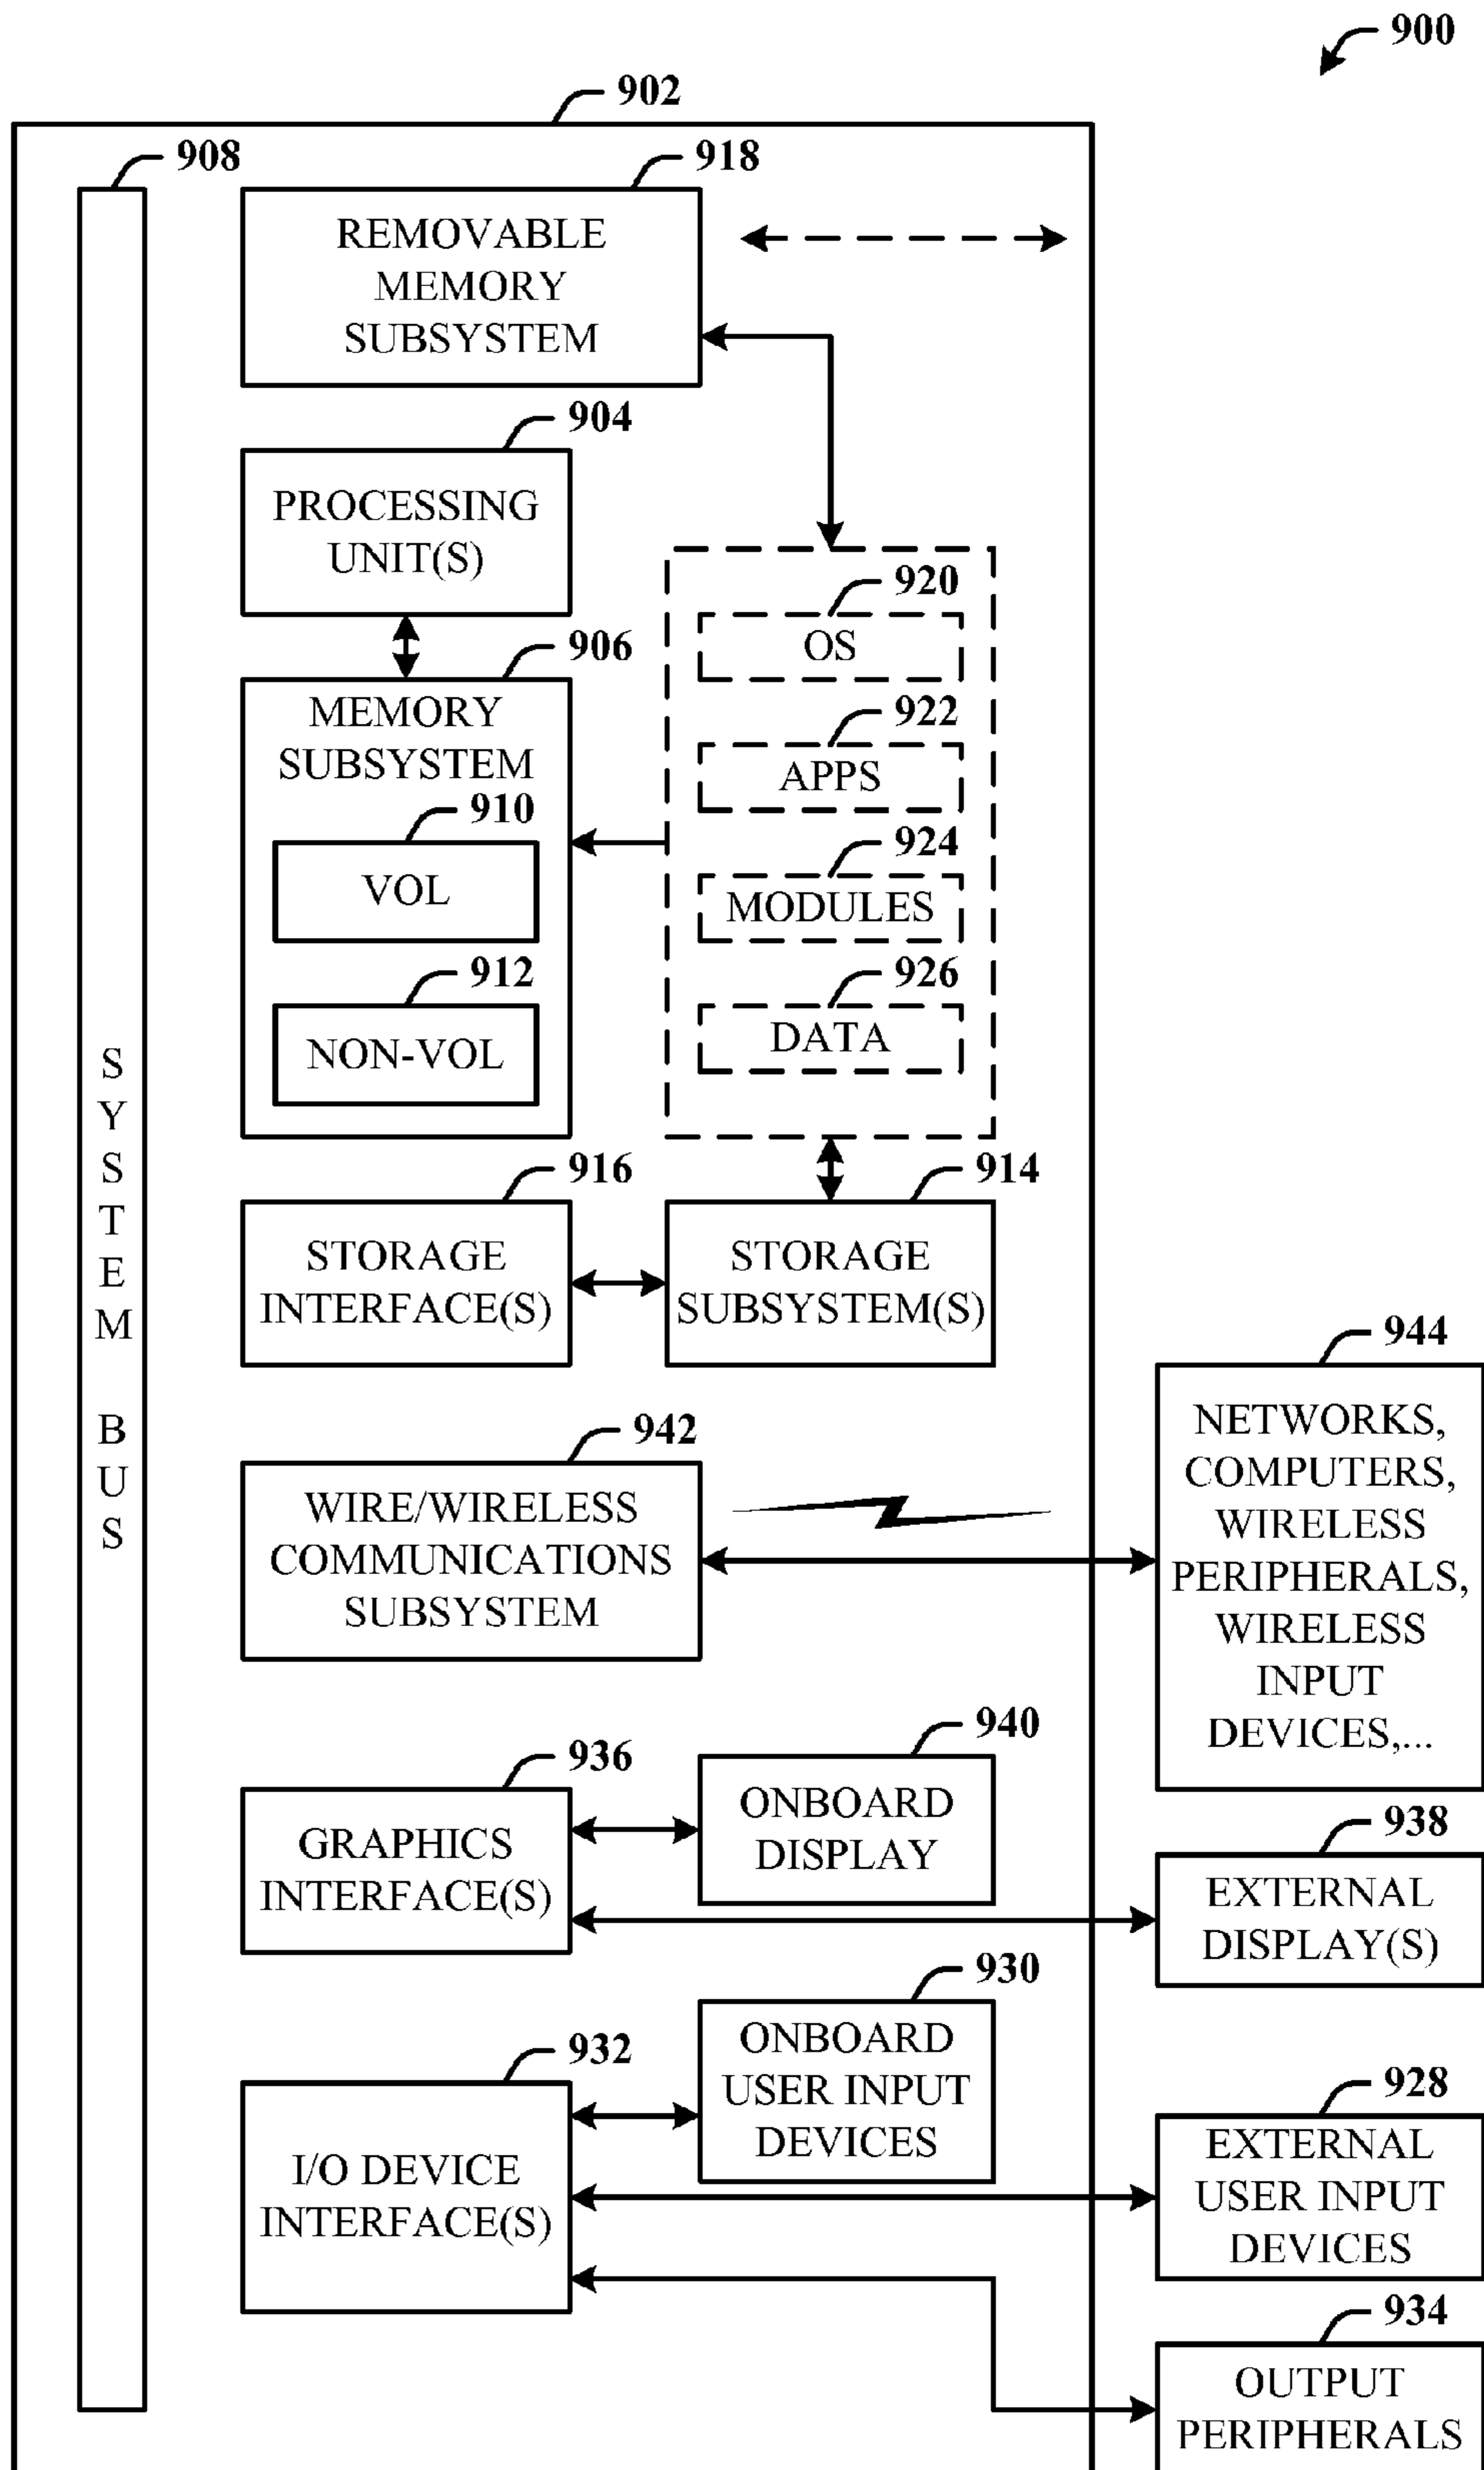 900
902
908
918
REMOVABLE
MEMORY
SUBSYSTEM
904
PROCESSING
UNIT(S)
906
MEMORY
SUBSYSTEM
910
VOL
912
NON-VOL
920
OS
922
APPS
924
MODULES
926
DATA
916
STORAGE
INTERFACE(S)
914
STORAGE
SUBSYSTEM(S)
SYSTEM BUS
942
WIRE/WIRELESS
COMMUNICATIONS
SUBSYSTEM
944
NETWORKS,
COMPUTERS,
WIRELESS
PERIPHERALS,
WIRELESS
INPUT
DEVICES,...
936
GRAPHICS
INTERFACE(S)
940
ONBOARD
DISPLAY
938
EXTERNAL
DISPLAY(S)
932
I/O DEVICE
INTERFACE(S)
930
ONBOARD
USER INPUT
DEVICES
928
EXTERNAL
USER INPUT
DEVICES
934
OUTPUT
PERIPHERALS